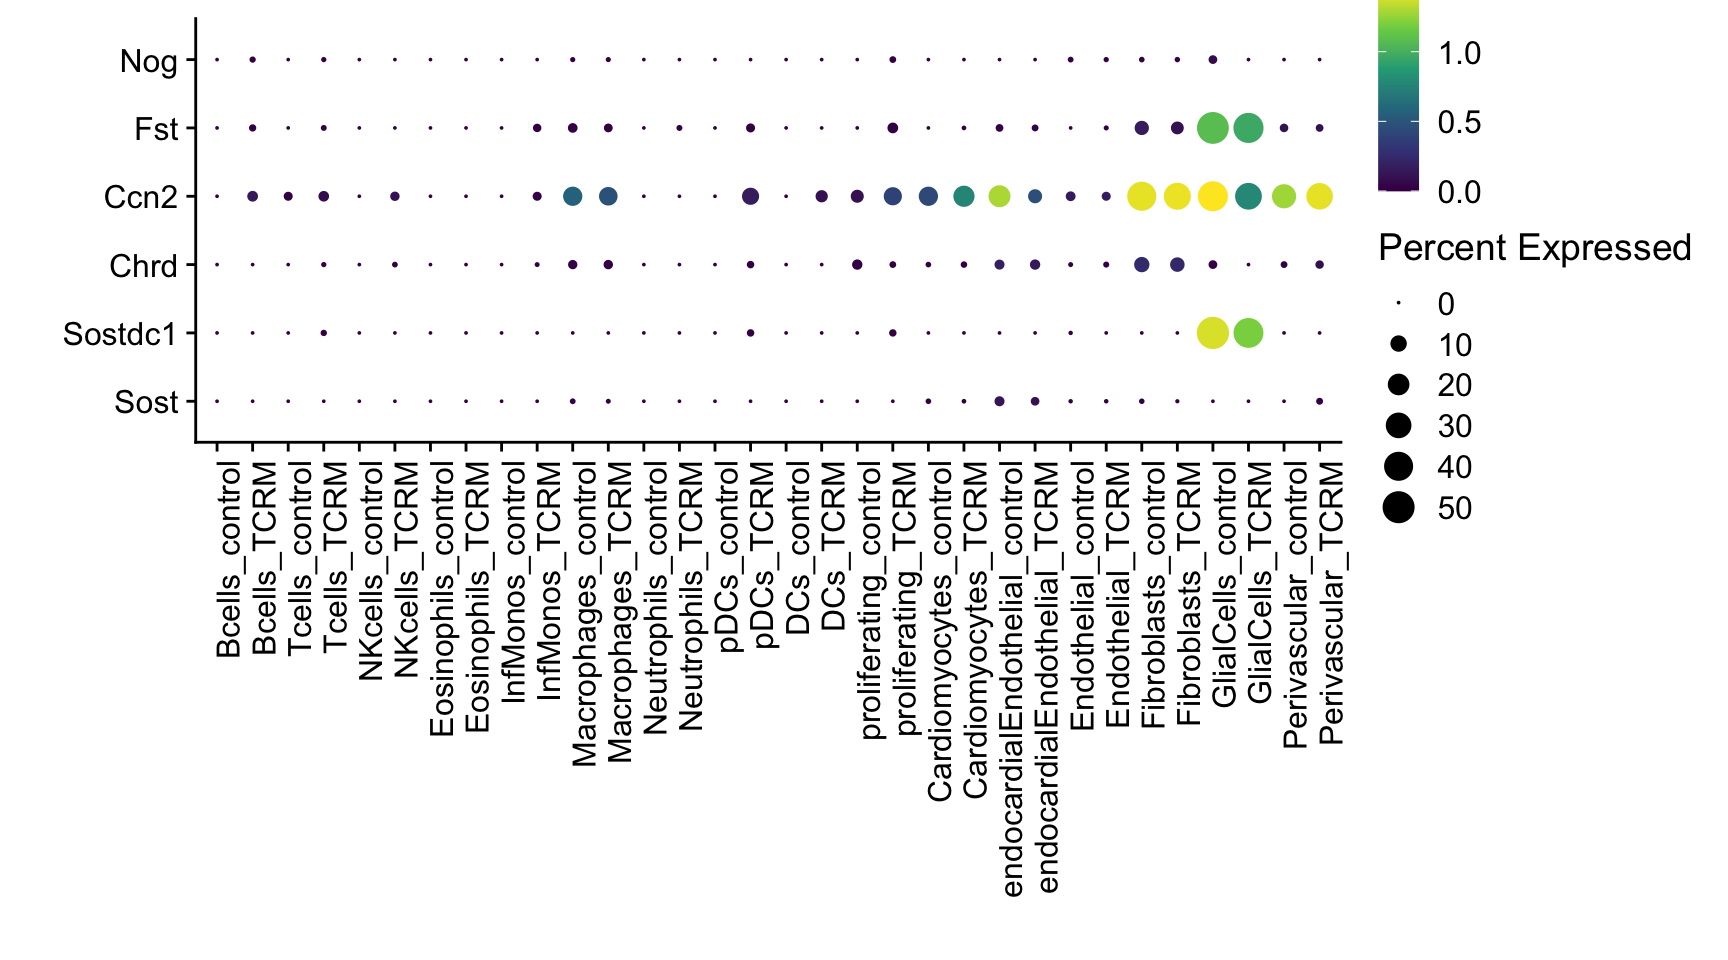 Nog
Fst
Ccn2
Chrd
Sostdc1
Sost
Bcells_control
Bcells_TCRM
Tcells_control
Tcells_TCRM
NKcells_control
NKcells_TCRM
Eosinophils_control
Eosinophils_TCRM
InfMonos_control
InfMonos_TCRM
Macrophages_control
Macrophages_TCRM
Neutrophils_control
Neutrophils_TCRM
pDCs_control
pDCs_TCRM
DCs_control
DCs_TCRM
proliferating_control
proliferating_TCRM
Cardiomyocytes_control
Cardiomyocytes_TCRM
endocardialEndothelial_control
endocardialEndothelial_TCRM
Endothelial_control
Endothelial_TCRM
Fibroblasts_control
Fibroblasts_TCRM
GlialCells_control
GlialCells_TCRM
Perivascular_control
Perivascular_TCRM
1.0
0.5
0.0
Percent Expressed
0
10
20
30
40
50